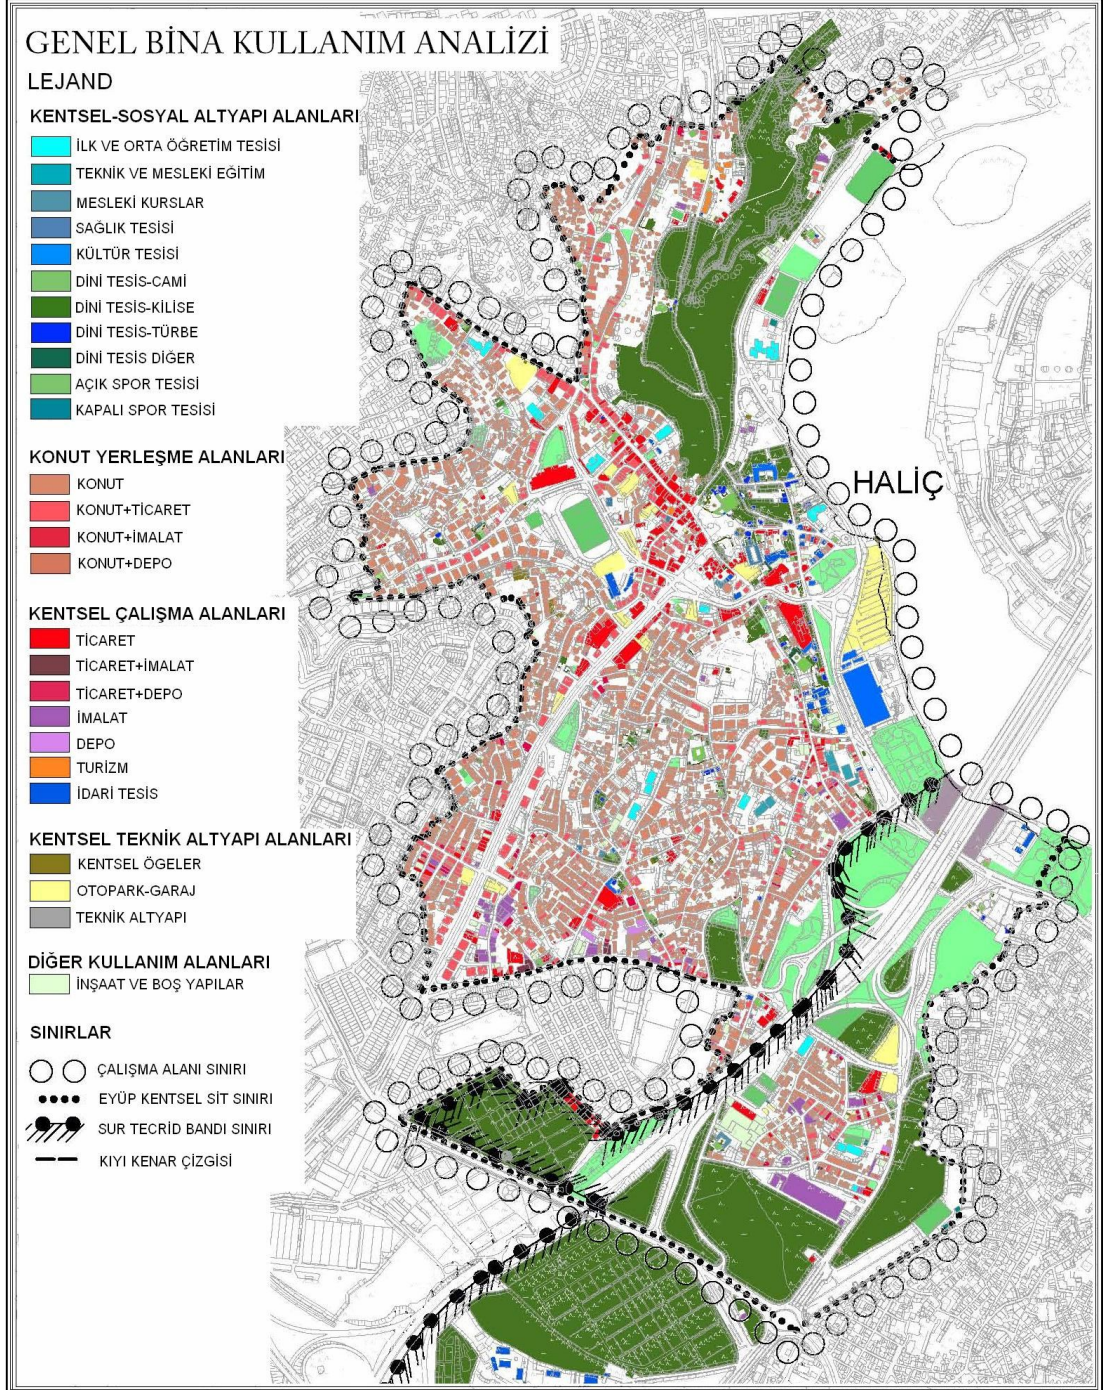 GENEL BİNA KULLANIM ANALİZİ
LEJAND
KENTSEL-SOSYAL ALTYAPI ALANLARI
İLK VE ORTA ÖĞRETİM TESİSİ
TEKNİK VE MESLEKİ EĞİTİM
MESLEKİ KURSLAR
SAĞLIK TESİSİ
KÜLTÜR TESİSİ
DİNİ TESİS-CAMİ
DİNİ TESİS-KİLİSE
DİNİ TESİS-TÜRBE
DİNİ TESİS DİĞER
AÇIK SPOR TESİSİ
KAPALI SPOR TESİSİ
KONUT YERLEŞME ALANLARI
KONUT
KONUT+TİCARET
KONUT+İMALAT
KONUT+DEPO
KENTSEL ÇALIŞMA ALANLARI
TİCARET
TİCARET+İMALAT
TİCARET+DEPO
İMALAT
DEPO
TURİZM
İDARİ TESİS
KENTSEL TEKNİK ALTYAPI ALANLARI
KENTSEL ÖGELER
OTOPARK-GARAJ
TEKNİK ALTYAPI
DİĞER KULLANIM ALANLARI
İNŞAAT VE BOŞ YAPILAR
SINIRLAR
ÇALIŞMA ALANI SINIRI
EYÜP KENTSEL SİT SINIRI
SUR TECRİD BANDI SINIRI
KIYI KENAR ÇİZGİSİ
HALİÇ